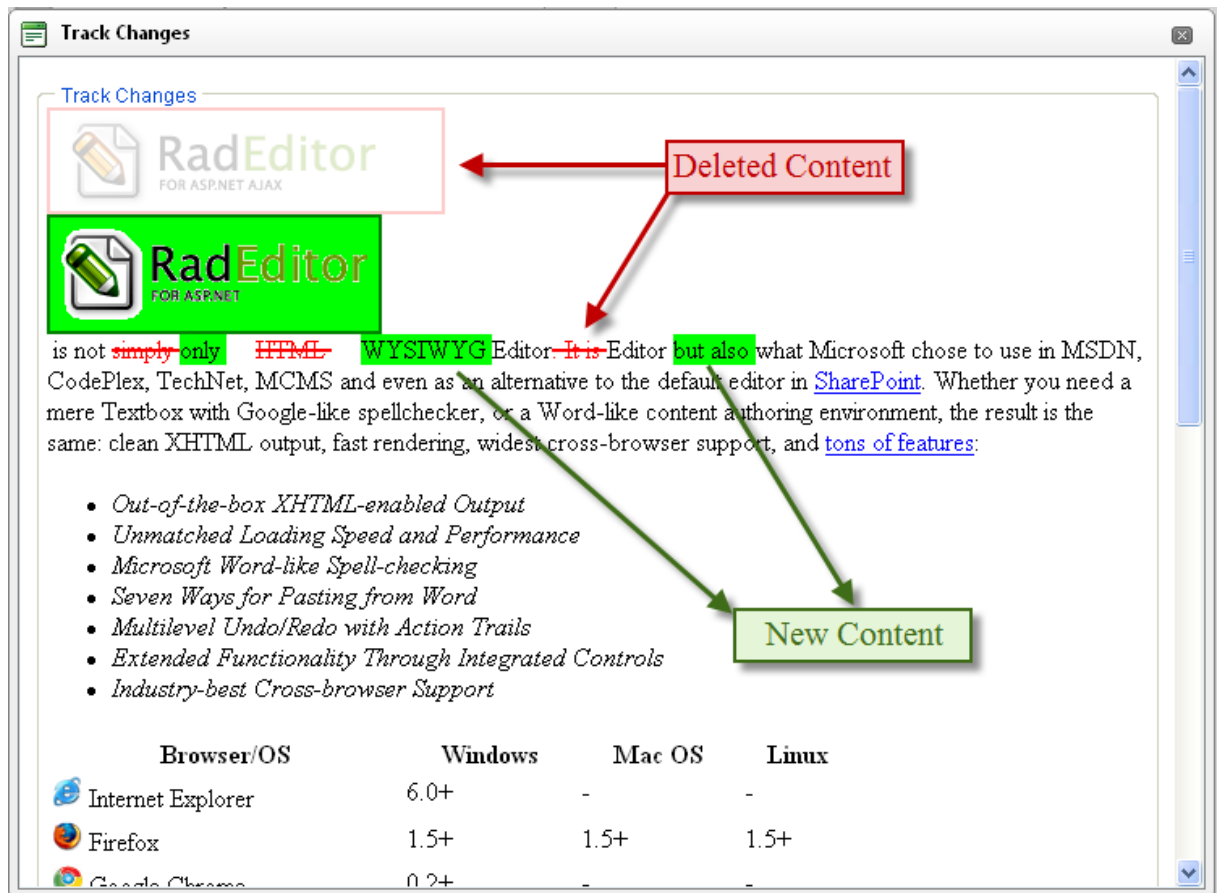 Track Changes
Track Changes
RadEditor
FOR ASP.NET AJAX
Deleted Content
RadEditor
FOR ASP.NET
is not simply only HTML WYSIWYG Editor It is Editor but also what Microsoft chose to use in MSDN,
CodePlex, TechNet, MCMS and even as an alternative to the default editor in SharePoint. Whether you need a
mere Textbox with Google-like spellchecker, or a Word-like content authoring environment, the result is the
same: clean XHTML output, fast rendering, widest cross-browser support, and tons of features:
• Out-of-the-box XHTML-enabled Output
• Unmatched Loading Speed and Performance
• Microsoft Word-like Spell-checking
• Seven Ways for Pasting from Word
• Multilevel Undo/Redo with Action Trails
• Extended Functionality Through Integrated Controls
• Industry-best Cross-browser Support
New Content
Browser/OS Windows Mac OS Linux
Internet Explorer 6.0+ - -
Firefox 1.5+ 1.5+ 1.5+
Google Chrome 0.2+ - -